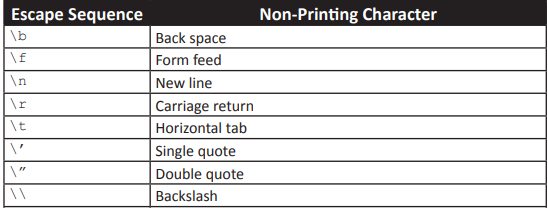 Escape Sequence Non-Printing Character
\b Back space
\f Form feed
\n New line
\r Carriage return
\t Horizontal tab
\’ Single quote
\” Double quote
\\ Backslash